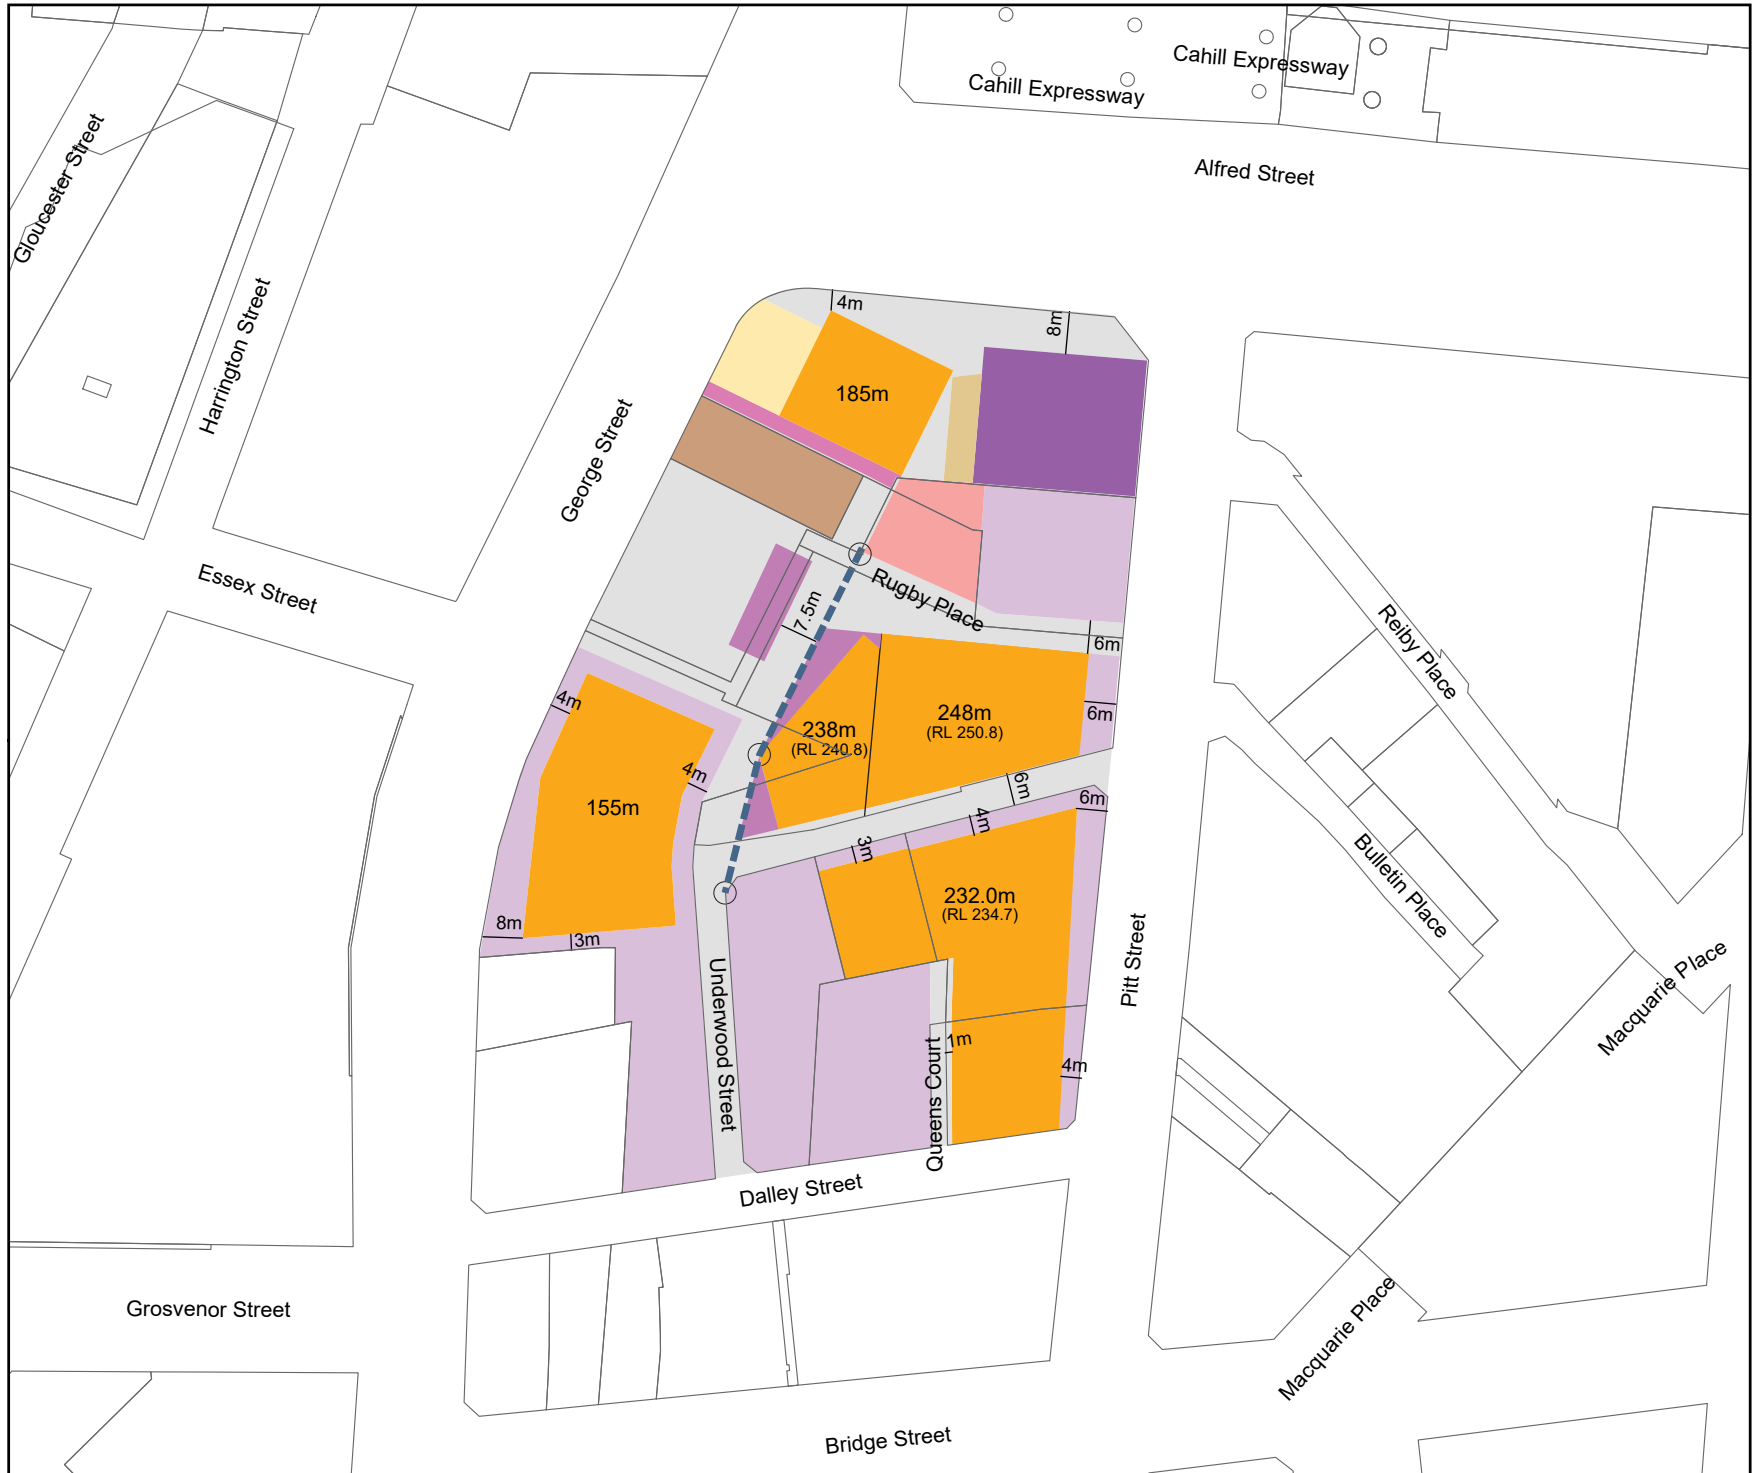 Cahill Expressway
Cahill Expressway
Alfred Street
Gloucester Street
Harrington Street
George Street
Essex Street
4m
8m
185m
Rugby Place
7.5m
6m
6m
Reiby Place
4m
4m
155m
238m
(RL 240.8)
248m
(RL 250.8)
6m
6m
4m
3m
232.0m
(RL 234.7)
8m
3m
Bulletin Place
Pitt Street
Macquarie Place
Underwood Street
Queens Court
1m
4m
Dalley Street
Grosvenor Street
Macquarie Place
Bridge Street